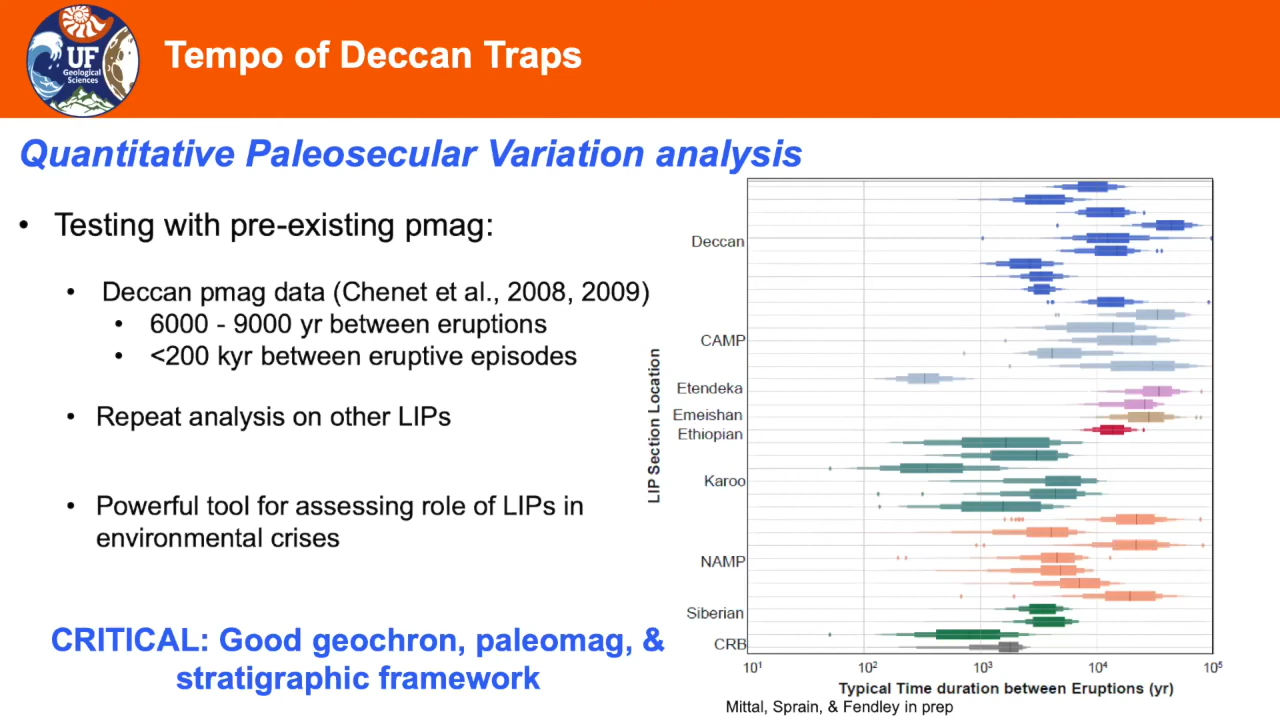 UF
Geological
Sciences
Tempo of Deccan Traps
Quantitative Paleosecular Variation analysis
• Testing with pre-existing pmag:
• Deccan pmag data (Chenet et al., 2008, 2009)
• 6000 - 9000 yr between eruptions
• <200 kyr between eruptive episodes
• Repeat analysis on other LIPs
• Powerful tool for assessing role of LIPs in
environmental crises
CRITICAL: Good geochron, paleomag, &
stratigraphic framework
LIP Section Location
Deccan
CAMP
Etendeka
Emeishan
Ethiopian
Karoo
NAMP
Siberian
CRB
10¹ 10² 10³ 10⁴ 10⁵
Typical Time duration between Eruptions (yr)
Mittal, Sprain, & Fendley in prep